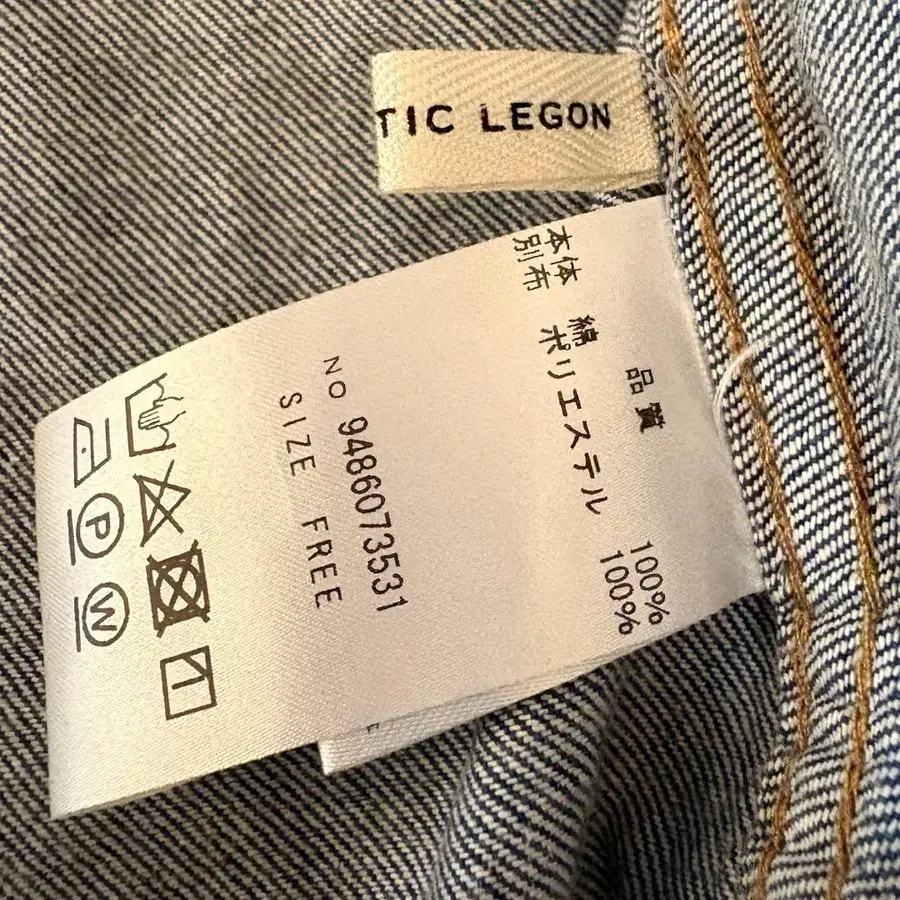 TIC LEGON
品質
本体 綿 100%
別布 ポリエステル 100%
NO 9486073531
SIZE FREE
P
W
E